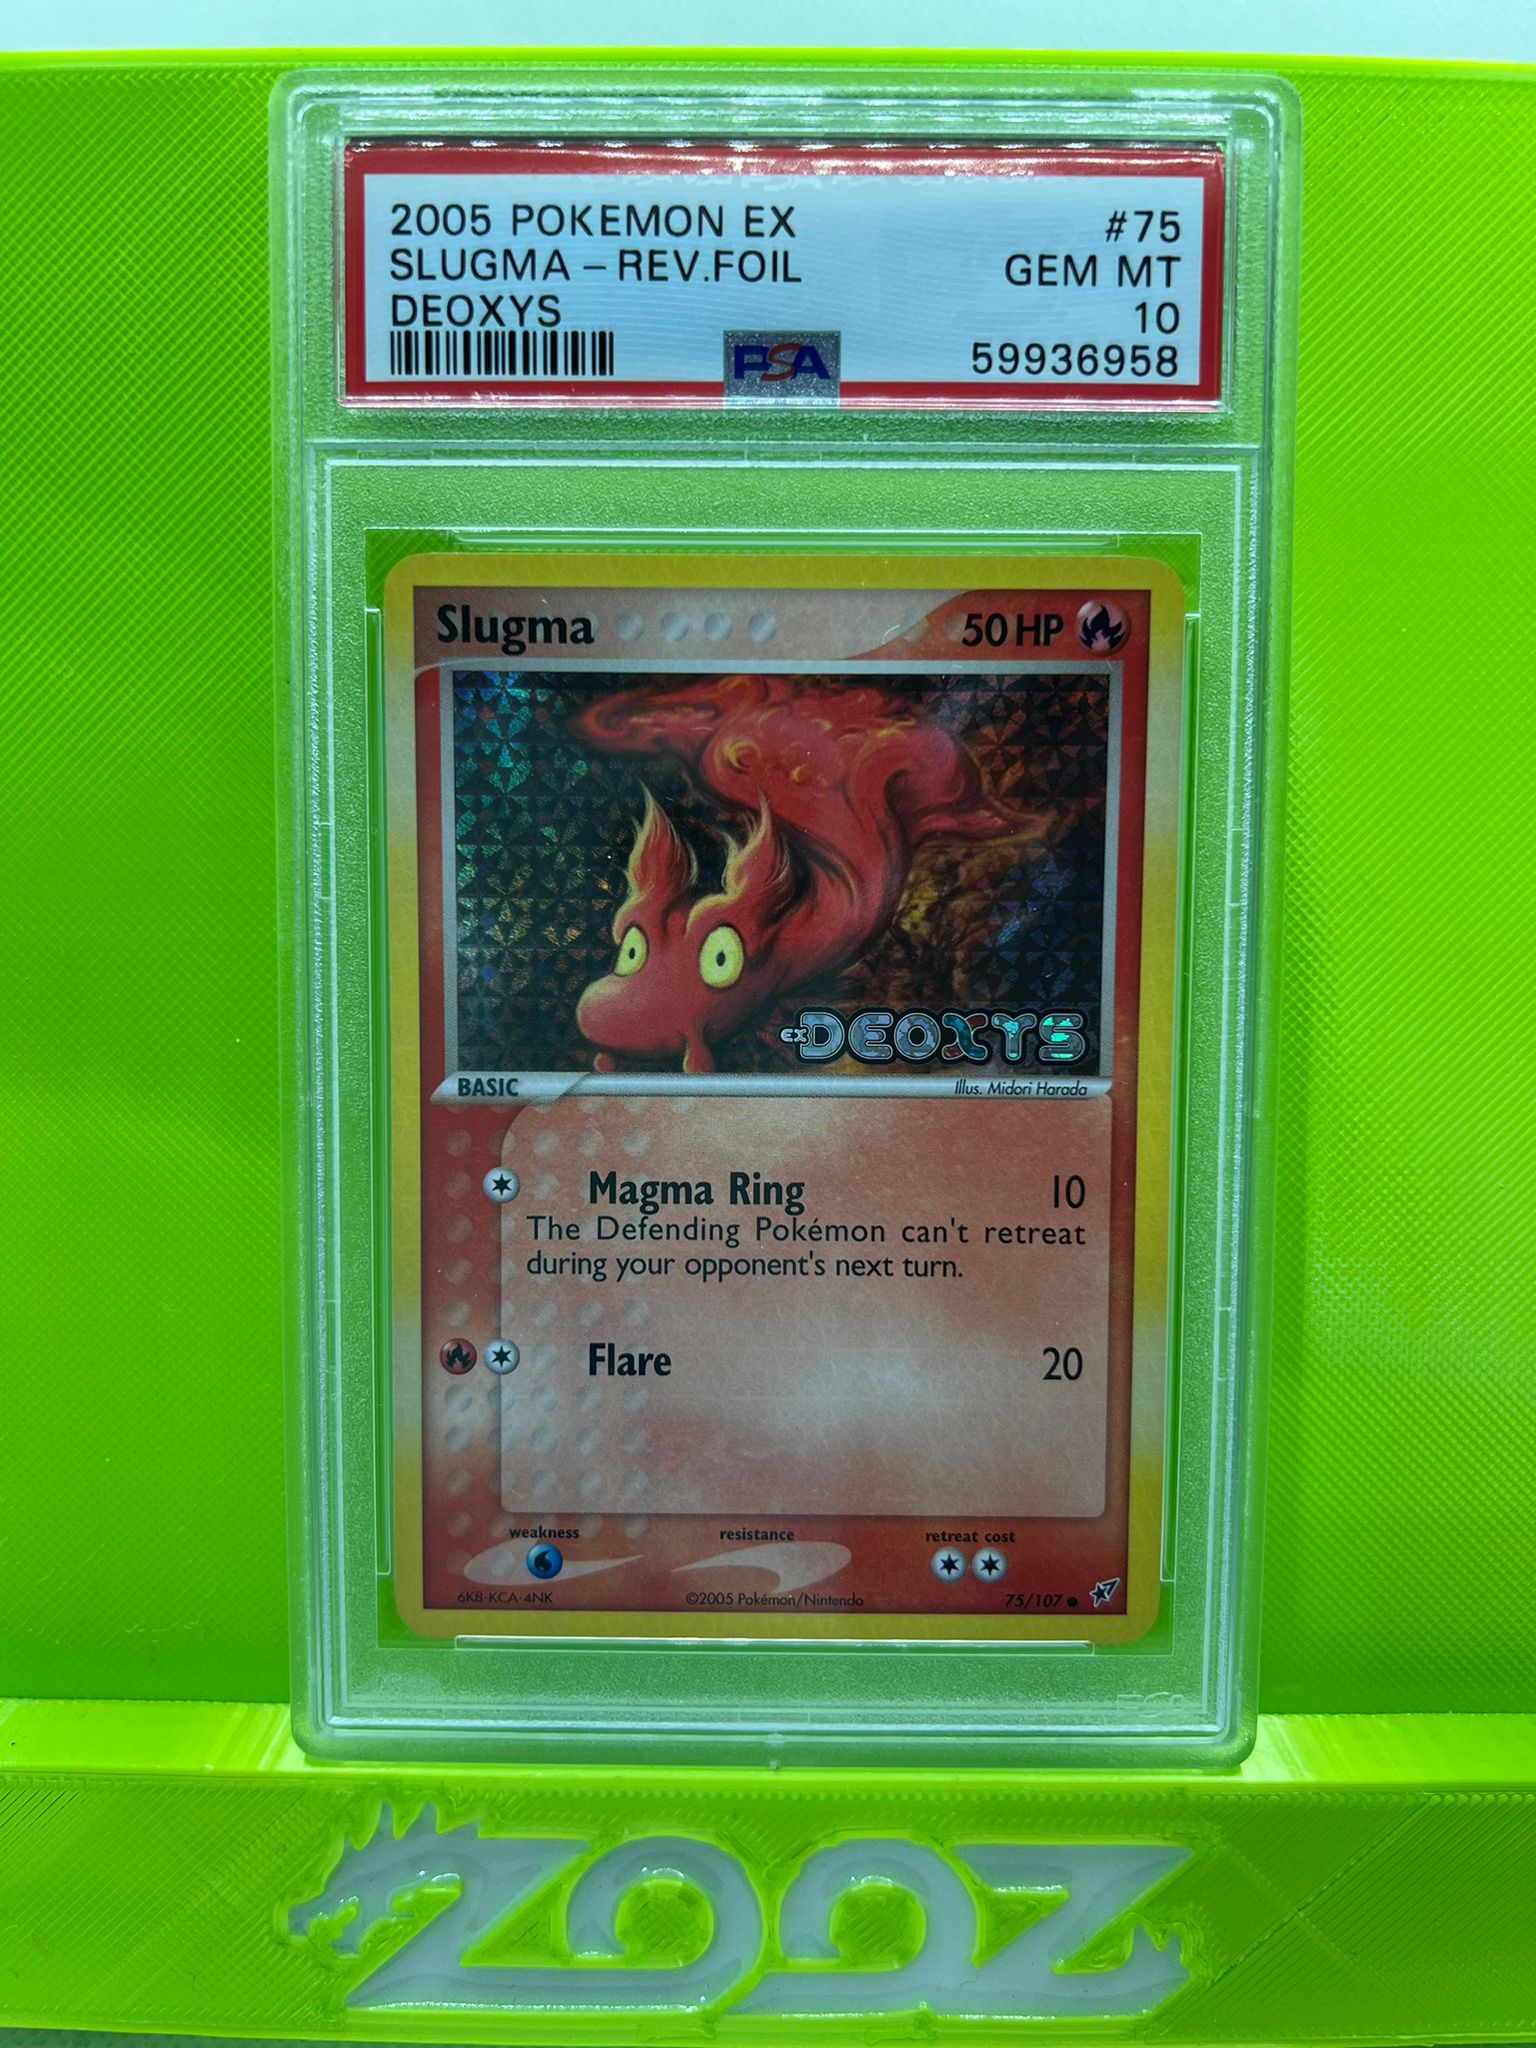 2005 POKEMON EX #75
SLUGMA - REV.FOIL GEM MT
DEOXYS 10
PSA 59936958
Slugma 50 HP
EX DEOXYS
BASIC Illus. Midori Harada
Magma Ring 10
The Defending Pokémon can't retreat
during your opponent's next turn.
Flare 20
weakness resistance retreat cost
6K8-KCA-4NK ©2005 Pokémon/Nintendo 75/107
PSA
ZOOZ